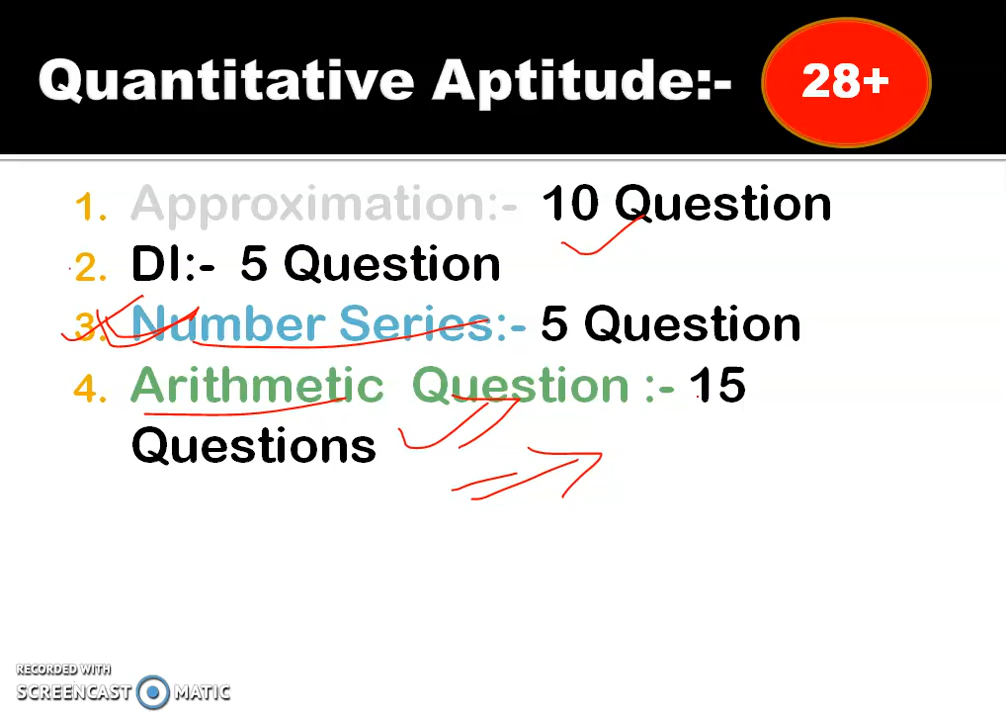 Quantitative Aptitude:-
28+
1. Approximation:- 10 Question
2. DI:- 5 Question
3. Number Series:- 5 Question
4. Arithmetic Question :- 15
Questions
RECORDED WITH
SCREENCAST MATIC